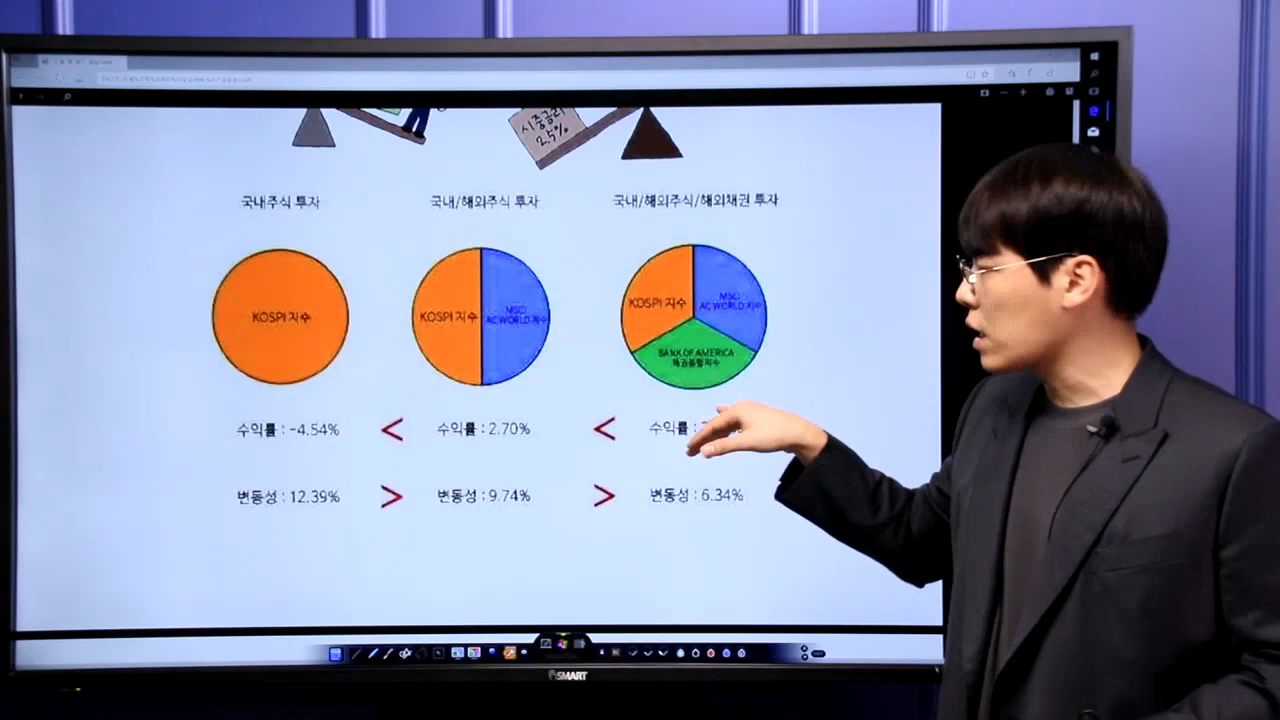 시중금리
2.5%
국내주식 투자
국내/해외주식 투자
국내/해외주식/해외채권 투자
KOSPI 지수
KOSPI 지수
MSCI
AC WORLD 지수
KOSPI 지수
MSCI
AC WORLD 지수
BANK OF AMERICA
채권종합지수
수익률 : -4.54%
<
수익률 : 2.70%
<
수익률 :
변동성 : 12.39%
>
변동성 : 9.74%
>
변동성 : 6.34%
SMART